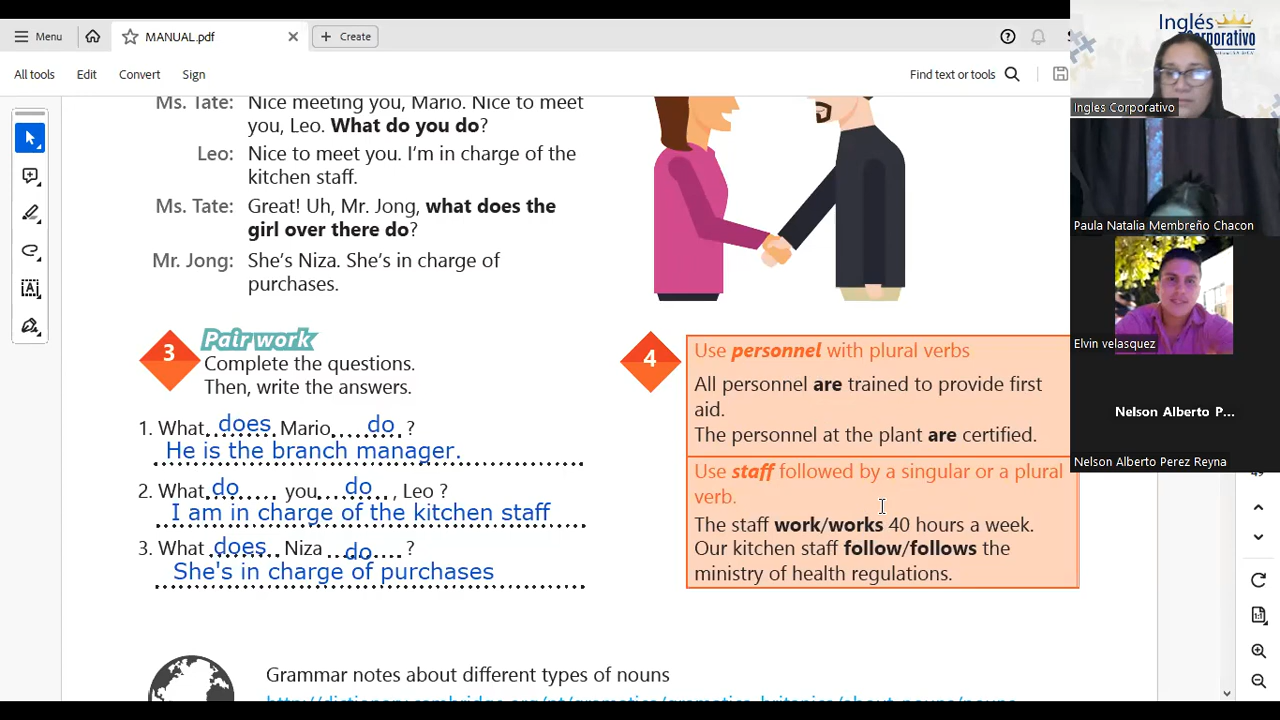 Menu
MANUAL.pdf
Create
All tools
Edit
Convert
Sign
Find text or tools
Ms. Tate: Nice meeting you, Mario. Nice to meet
you, Leo. What do you do?
Leo: Nice to meet you. I'm in charge of the
kitchen staff.
Ms. Tate: Great! Uh, Mr. Jong, what does the
girl over there do?
Mr. Jong: She's Niza. She's in charge of
purchases.
3 Pair work
Complete the questions.
Then, write the answers.
1. What does Mario do ?
He is the branch manager.
2. What do you do , Leo ?
I am in charge of the kitchen staff
3. What does Niza do ?
She's in charge of purchases
4
Use personnel with plural verbs
All personnel are trained to provide first
aid.
The personnel at the plant are certified.
Use staff followed by a singular or a plural
verb.
The staff work/works 40 hours a week.
Our kitchen staff follow/follows the
ministry of health regulations.
Grammar notes about different types of nouns
Inglés
Corporativo
Ingles Corporativo
Paula Natalia Membreño Chacon
Elvin velasquez
Nelson Alberto P...
Nelson Alberto Perez Reyna
1:1